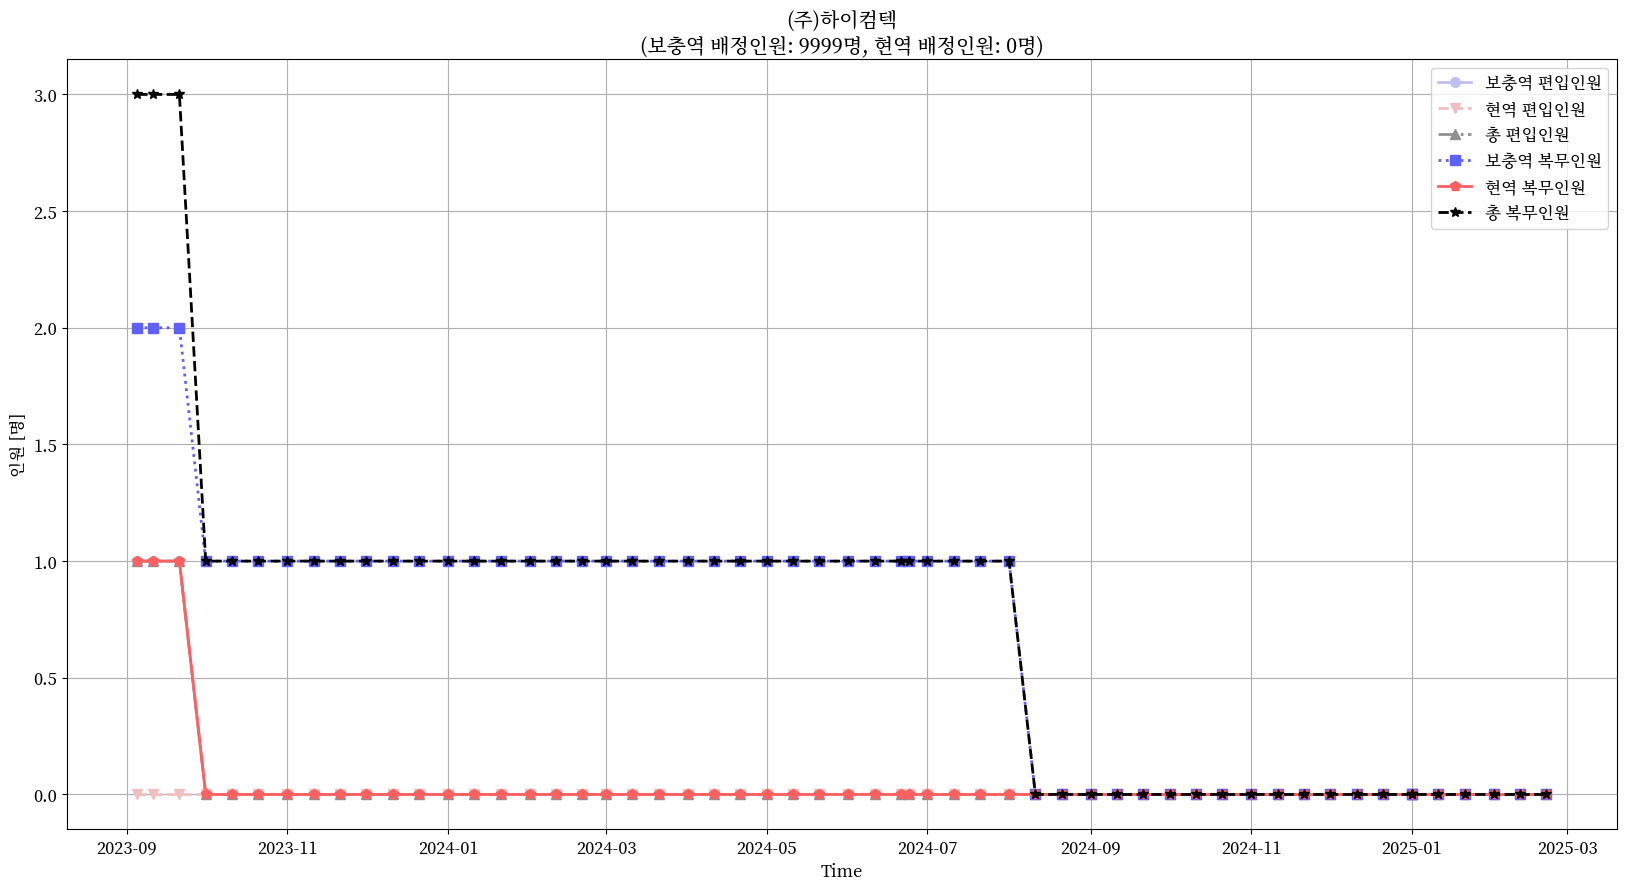 (주)하이컴텍
(보충역 배정인원: 9999명, 현역 배정인원: 0명)
보충역 편입인원
현역 편입인원
총 편입인원
보충역 복무인원
현역 복무인원
총 복무인원
인원 [명]
3.0
2.5
2.0
1.5
1.0
0.5
0.0
2023-09
2023-11
2024-01
2024-03
2024-05
2024-07
2024-09
2024-11
2025-01
2025-03
Time